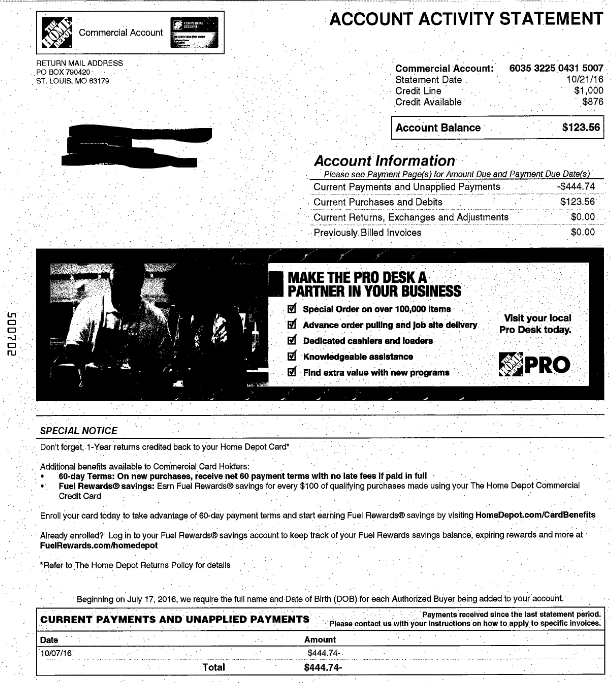 ACCOUNT ACTIVITY STATEMENT
THE HOME DEPOT
Commercial Account
RETURN MAIL ADDRESS
PO BOX 790420
ST. LOUIS, MO 63179
Commercial Account: 6035 3225 0431 5007
Statement Date 10/21/16
Credit Line $1,000
Credit Available $876
Account Balance $123.56
Account Information
Please see Payment Page(s) for Amount Due and Payment Due Date(s)
Current Payments and Unapplied Payments -$444.74
Current Purchases and Debits $123.56
Current Returns, Exchanges and Adjustments $0.00
Previously Billed Invoices $0.00
MAKE THE PRO DESK A
PARTNER IN YOUR BUSINESS
Special Order on over 100,000 items
Advance order pulling and job site delivery
Dedicated cashiers and loaders
Knowledgeable assistance
Find extra value with new programs
Visit your local
Pro Desk today.
PRO
500702
SPECIAL NOTICE
Don't forget, 1-Year returns credited back to your Home Depot Card*
Additional benefits available to Commercial Card Holders:
• 60-day Terms: On new purchases, receive net 60 payment terms with no late fees if paid in full
• Fuel Rewards® savings: Earn Fuel Rewards® savings for every $100 of qualifying purchases made using your The Home Depot Commercial
Credit Card
Enroll your card today to take advantage of 60-day payment terms and start earning Fuel Rewards® savings by visiting HomeDepot.com/CardBenefits
Already enrolled? Log in to your Fuel Rewards® savings account to keep track of your Fuel Rewards savings balance, expiring rewards and more at
FuelRewards.com/homedepot
*Refer to The Home Depot Returns Policy for details
Beginning on July 17, 2016, we require the full name and Date of Birth (DOB) for each Authorized Buyer being added to your account.
CURRENT PAYMENTS AND UNAPPLIED PAYMENTS
Payments received since the last statement period.
Please contact us with your instructions on how to apply to specific invoices.
Date Amount
10/07/16 $444.74-
Total $444.74-